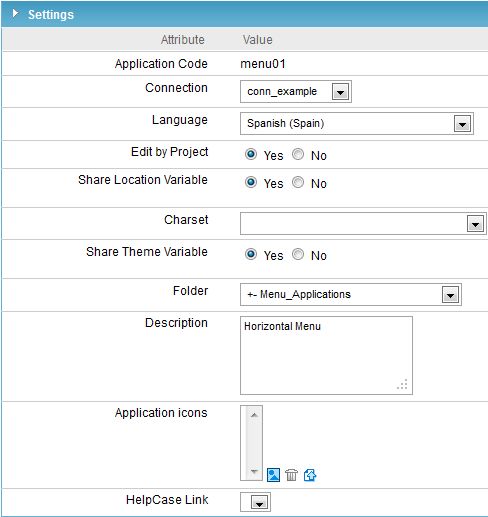 Settings
Attribute Value
Application Code menu01
Connection conn_example
Language Spanish (Spain)
Edit by Project Yes No
Share Location Variable Yes No
Charset
Share Theme Variable Yes No
Folder +- Menu_Applications
Description Horizontal Menu
Application icons
HelpCase Link